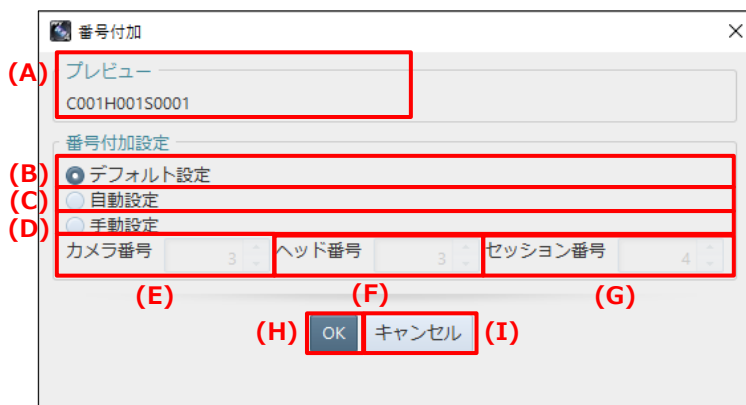 番号付加
(A) プレビュー
C001H001S0001
番号付加設定
(B) デフォルト設定
(C) 自動設定
(D) 手動設定
カメラ番号 3 ヘッド番号 3 セッション番号 4
(E) (F) (G)
(H) OK キャンセル (I)